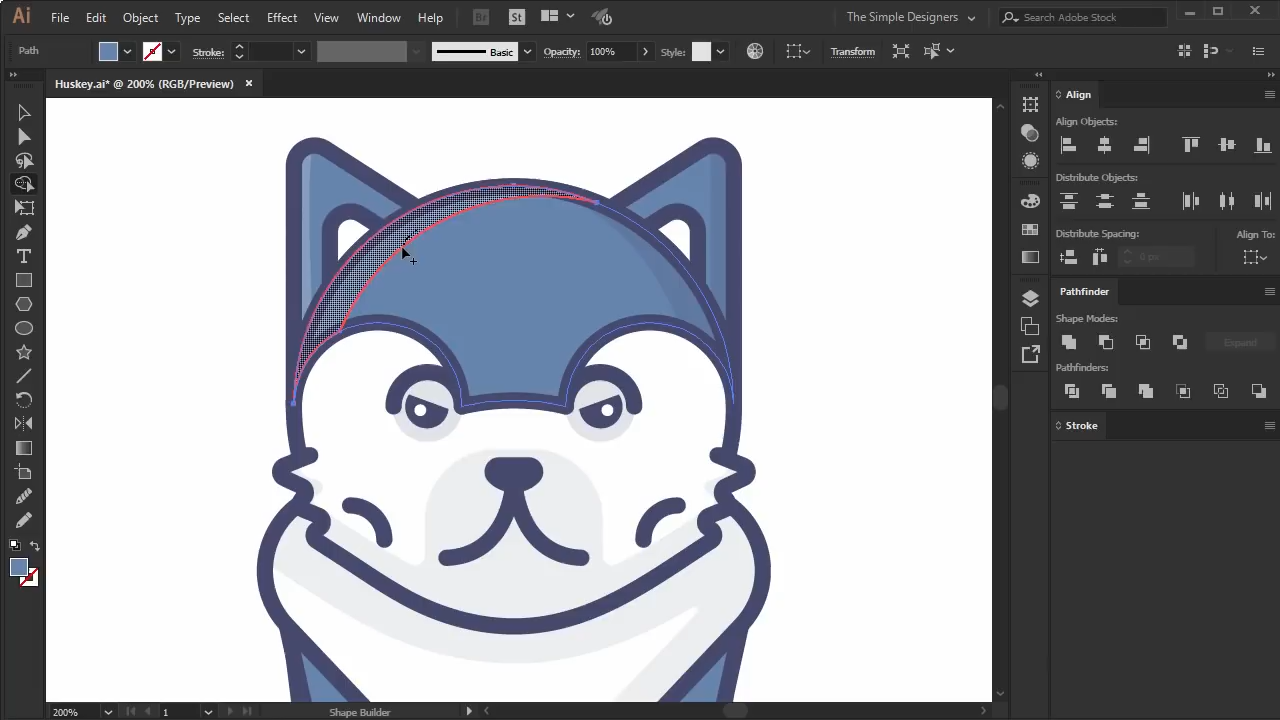 Ai File Edit Object Type Select Effect View Window Help Br St The Simple Designers Search Adobe Stock
Path Stroke: Basic Opacity: 100% Style: Transform
Huskey.ai* @ 200% (RGB/Preview)
Align
Align Objects:
Distribute Objects:
Distribute Spacing: Align To:
0 px
Pathfinder
Shape Modes:
Expand
Pathfinders:
Stroke
200% 1 Shape Builder